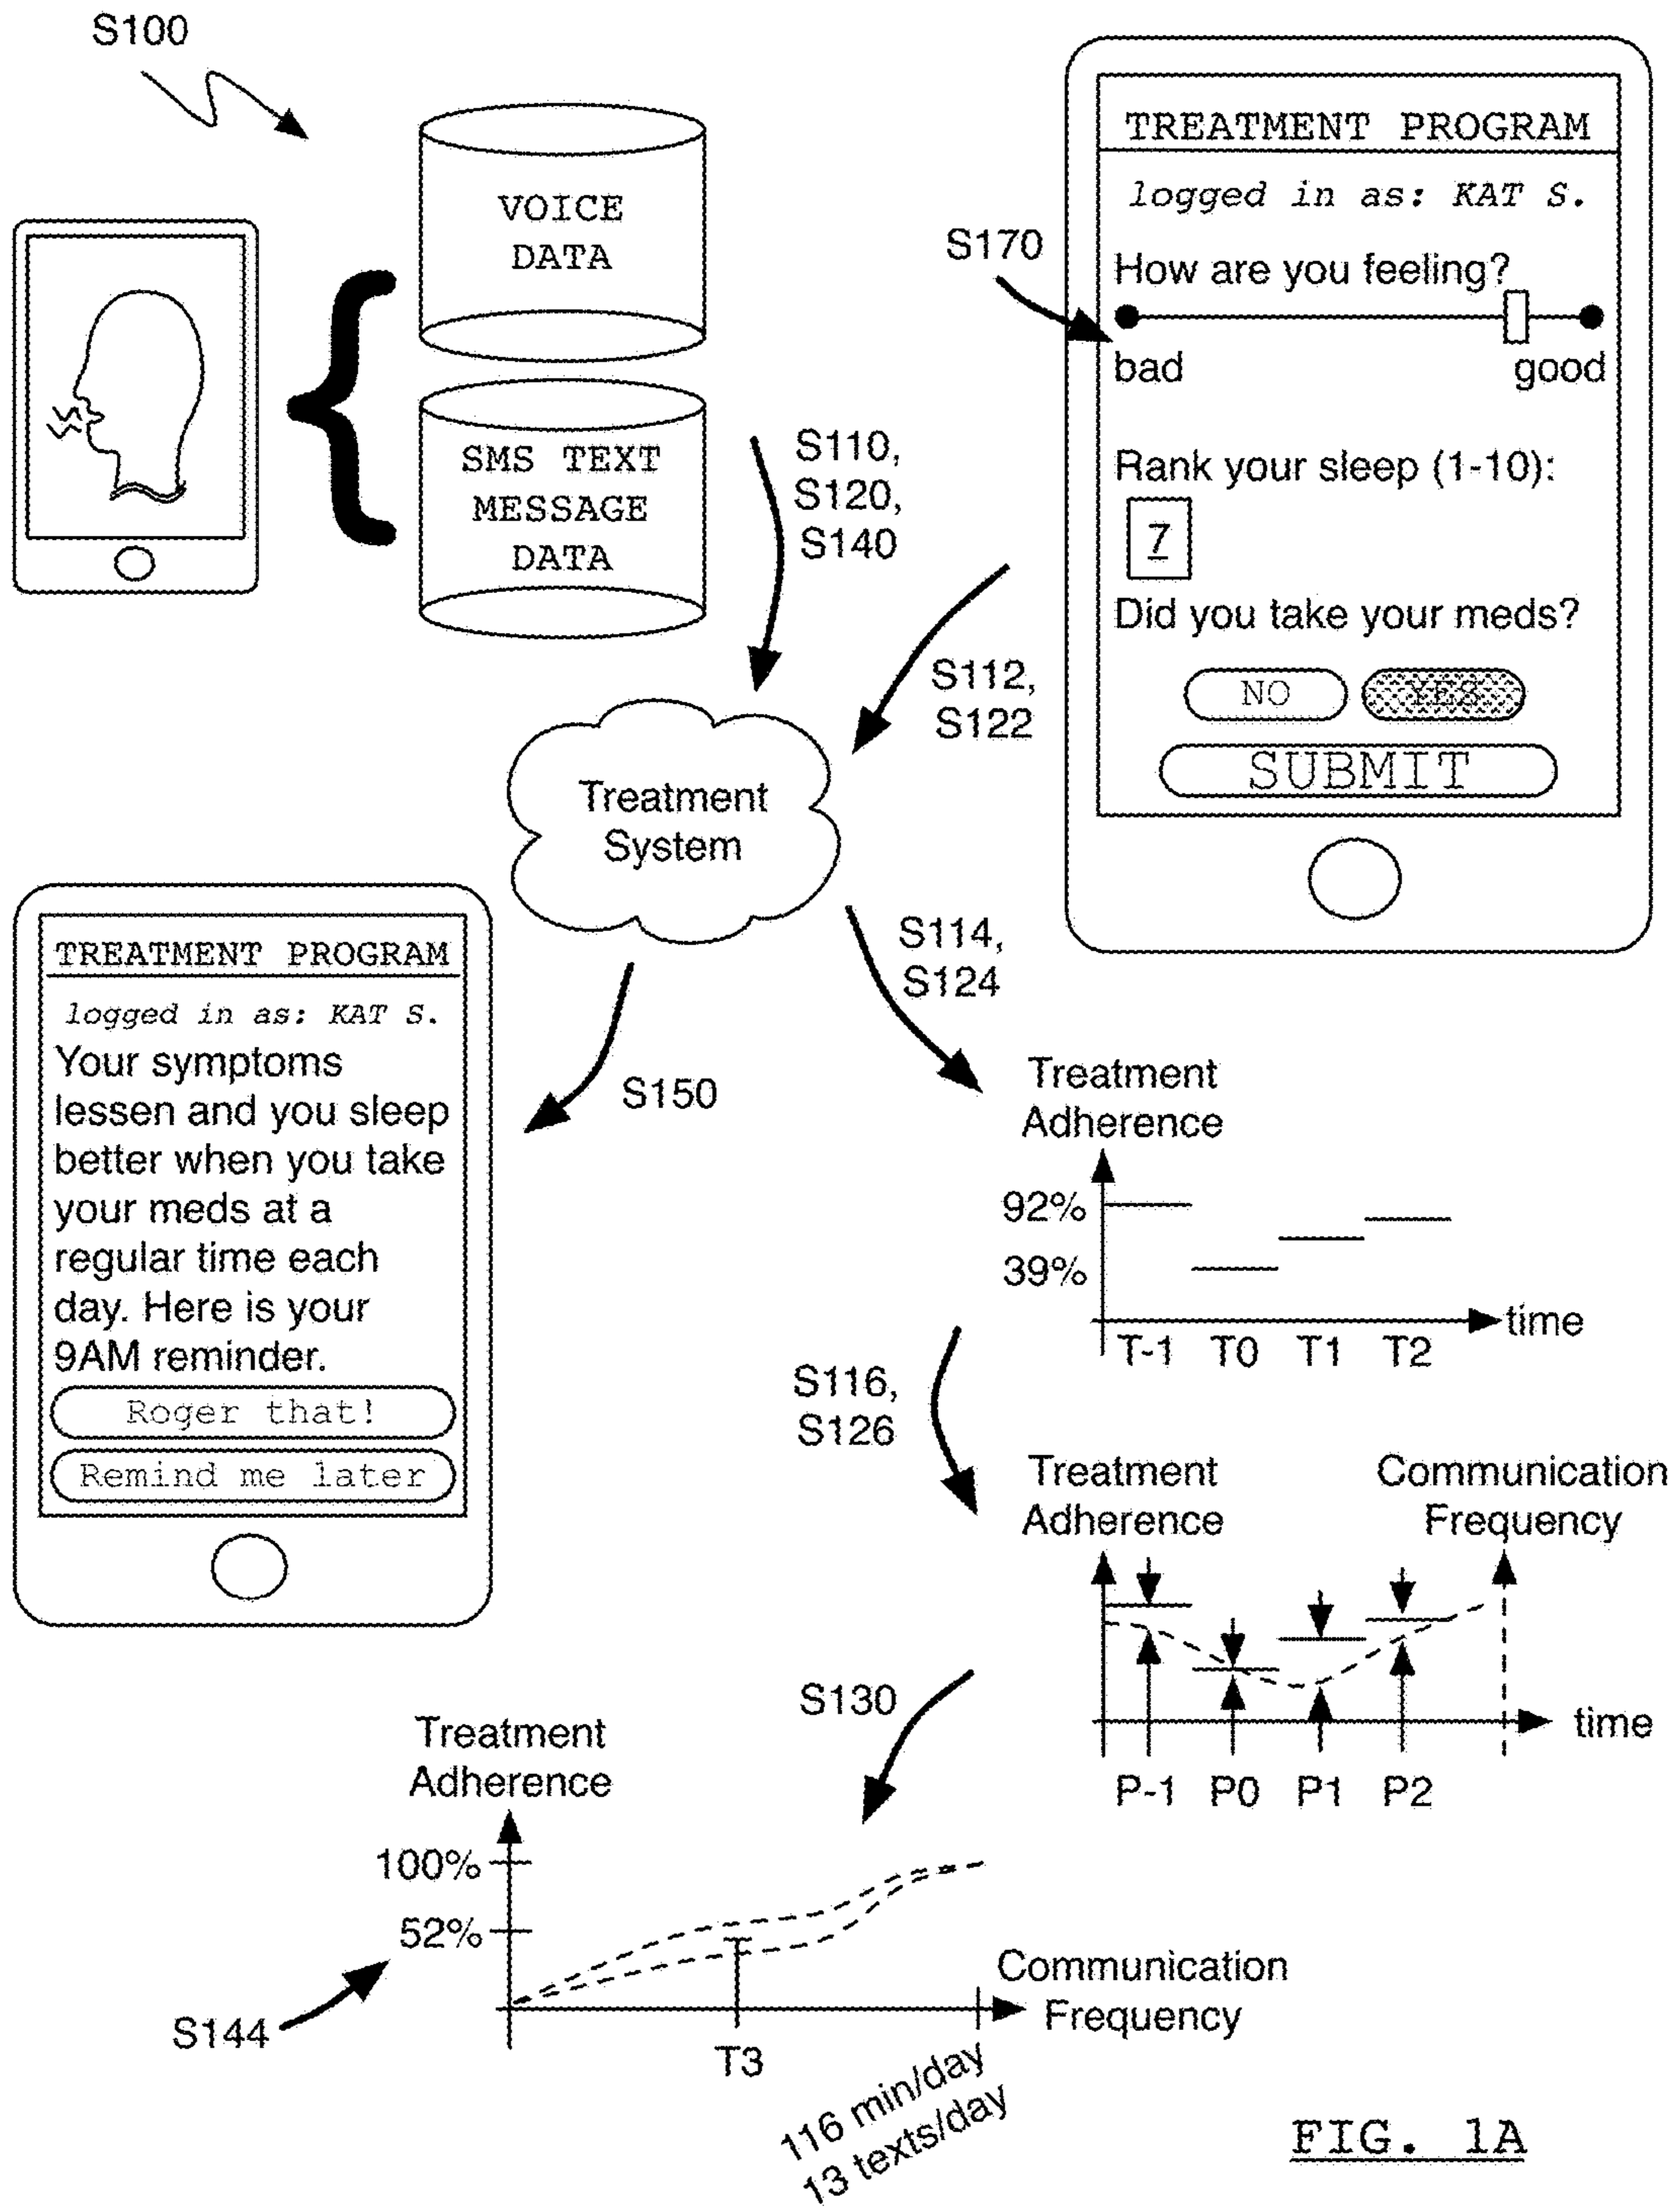 S100
VOICE
DATA
SMS TEXT
MESSAGE
DATA
S110,
S120,
S140
S170
TREATMENT PROGRAM
logged in as: KAT S.
How are you feeling?
bad good
Rank your sleep (1-10):
7
Did you take your meds?
NO YES
SUBMIT
S112,
S122
Treatment
System
S114,
S124
S150
TREATMENT PROGRAM
logged in as: KAT S.
Your symptoms
lessen and you sleep
better when you take
your meds at a
regular time each
day. Here is your
9AM reminder.
Roger that!
Remind me later
Treatment
Adherence
92%
39%
time
T-1 T0 T1 T2
S116,
S126
Treatment
Adherence
Communication
Frequency
time
P-1 P0 P1 P2
S130
Treatment
Adherence
100%
52%
S144
Communication
Frequency
T3
116 min/day
13 texts/day
FIG. 1A